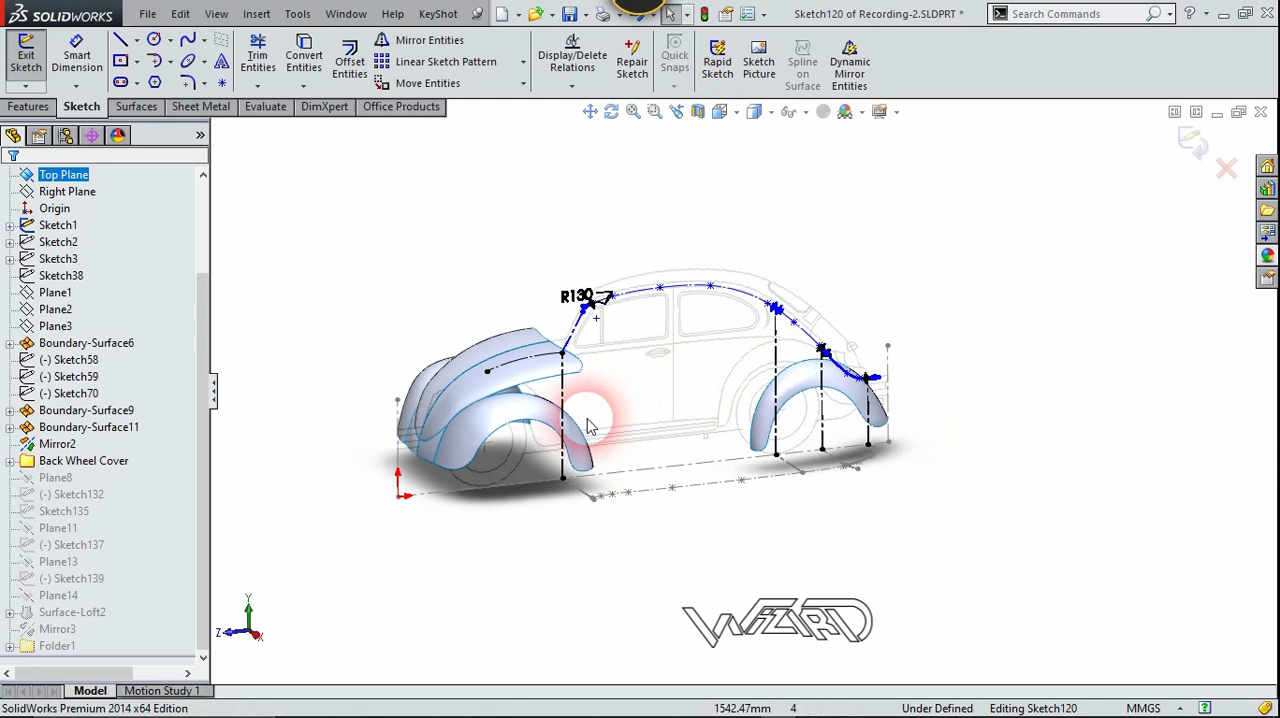 SOLIDWORKS File Edit View Insert Tools Window Help KeyShot Sketch120 of Recording-2.SLDPRT * Search Commands
Exit Sketch Smart Dimension Trim Entities Convert Entities Offset Entities Mirror Entities Linear Sketch Pattern Move Entities Display/Delete Relations Repair Sketch Quick Snaps Rapid Sketch Sketch Picture Spline on Surface Dynamic Mirror Entities
Features Sketch Surfaces Sheet Metal Evaluate DimXpert Office Products
Top Plane
Right Plane
Origin
Sketch1
Sketch2
Sketch3
Sketch38
Plane1
Plane2
Plane3
Boundary-Surface6
(-) Sketch58
(-) Sketch59
(-) Sketch70
Boundary-Surface9
Boundary-Surface11
Mirror2
Back Wheel Cover
Plane8
(-) Sketch132
Sketch135
Plane11
(-) Sketch137
Plane13
(-) Sketch139
Plane14
Surface-Loft2
Mirror3
Folder1
R130
Y
Z
X
WIZARD
Model Motion Study 1
SolidWorks Premium 2014 x64 Edition 1542.47mm 4 Under Defined Editing Sketch120 MMGS